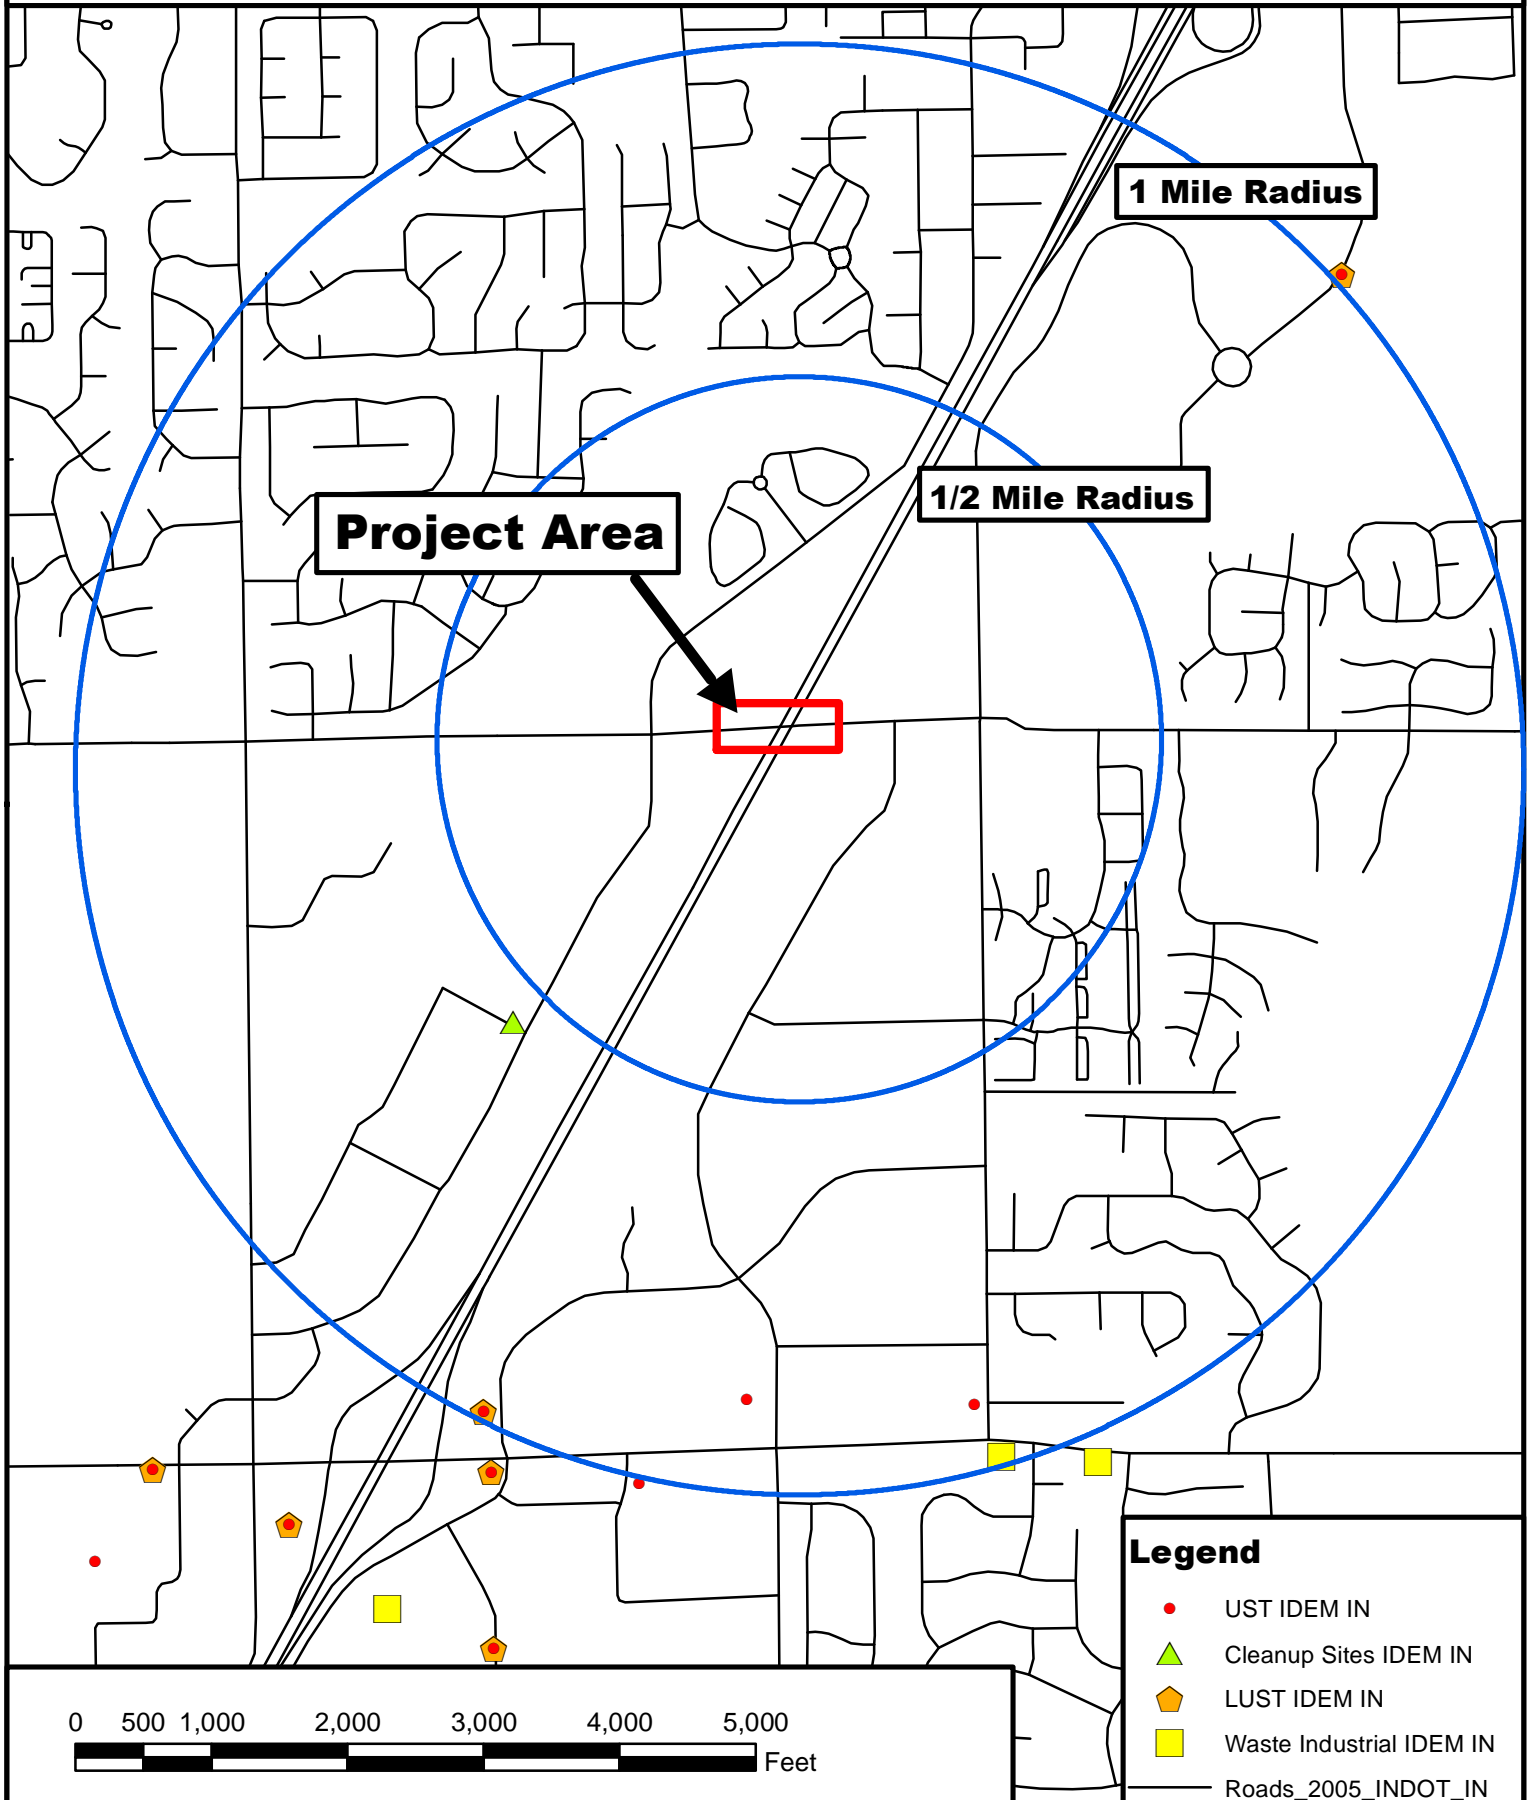 1 Mile Radius
1/2 Mile Radius
Project Area
Legend
UST IDEM IN
Cleanup Sites IDEM IN
LUST IDEM IN
Waste Industrial IDEM IN
Roads_2005_INDOT_IN
0 500 1,000 2,000 3,000 4,000 5,000
Feet